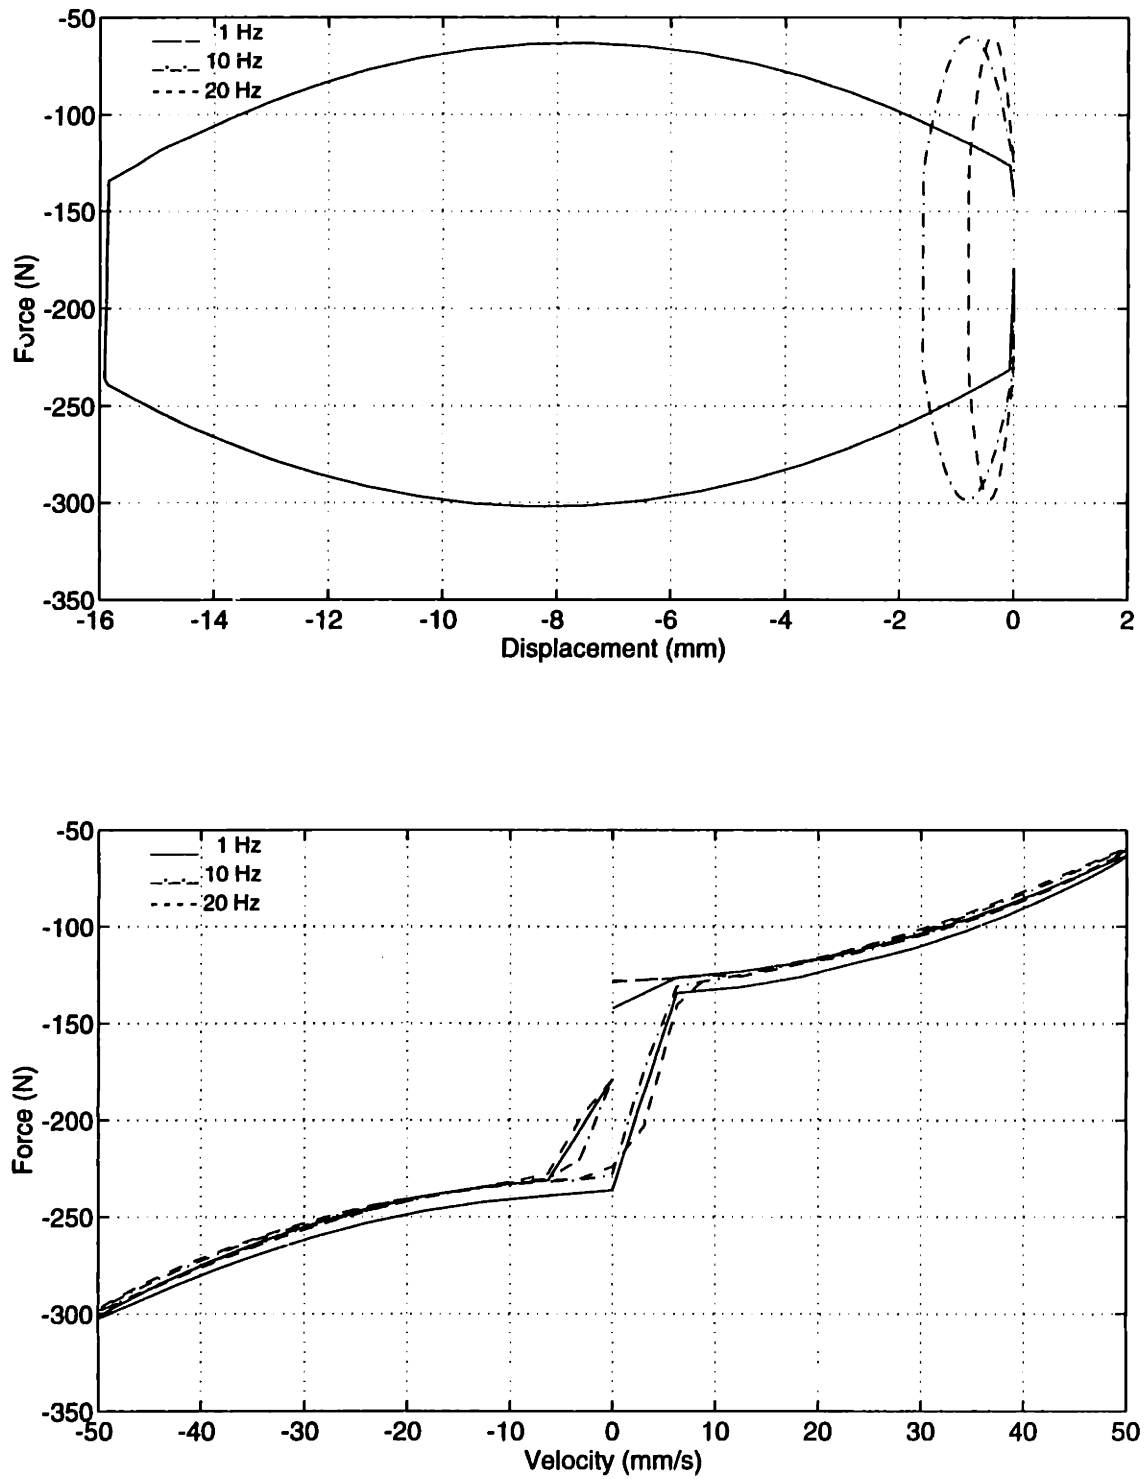 -50
1 Hz
10 Hz
20 Hz
-100
-150
-200
-250
-300
-350
Force (N)
-16 -14 -12 -10 -8 -6 -4 -2 0 2
Displacement (mm)
-50
1 Hz
10 Hz
20 Hz
-100
-150
-200
-250
-300
-350
Force (N)
-50 -40 -30 -20 -10 0 10 20 30 40 50
Velocity (mm/s)